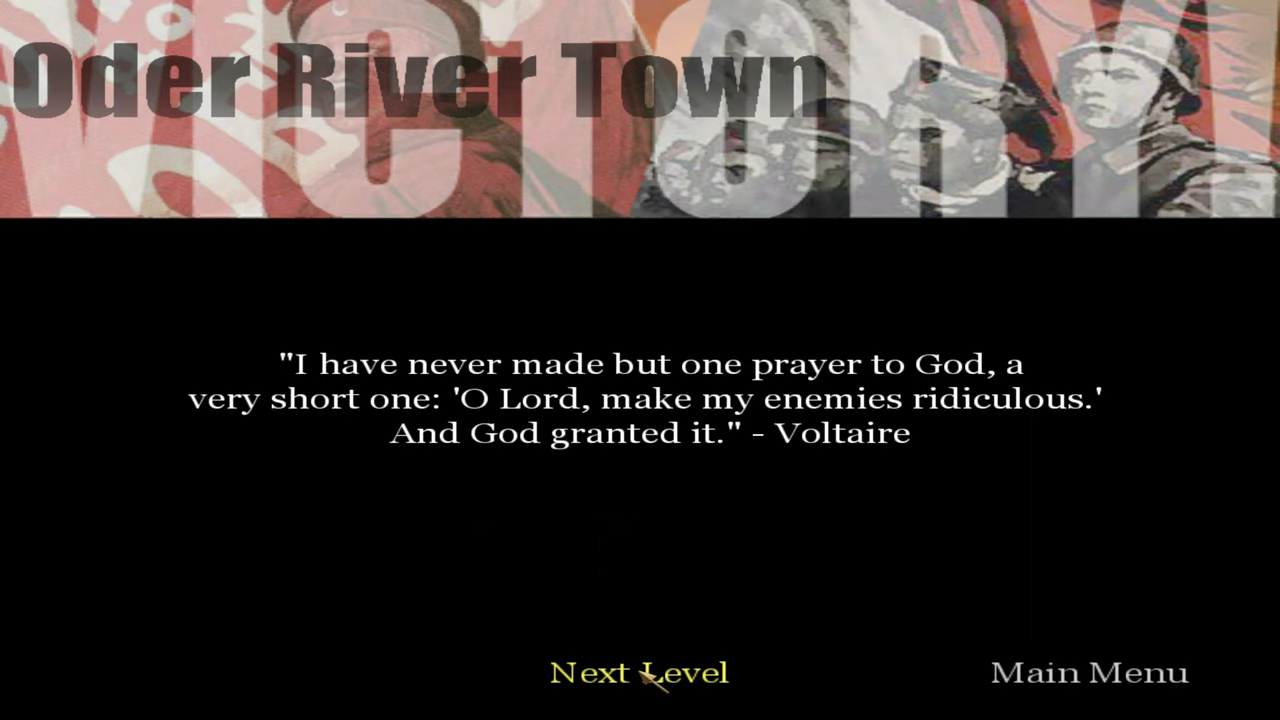 VICTORY
Oder River Town
"I have never made but one prayer to God, a
very short one: 'O Lord, make my enemies ridiculous.'
And God granted it." - Voltaire
Next Level
Main Menu